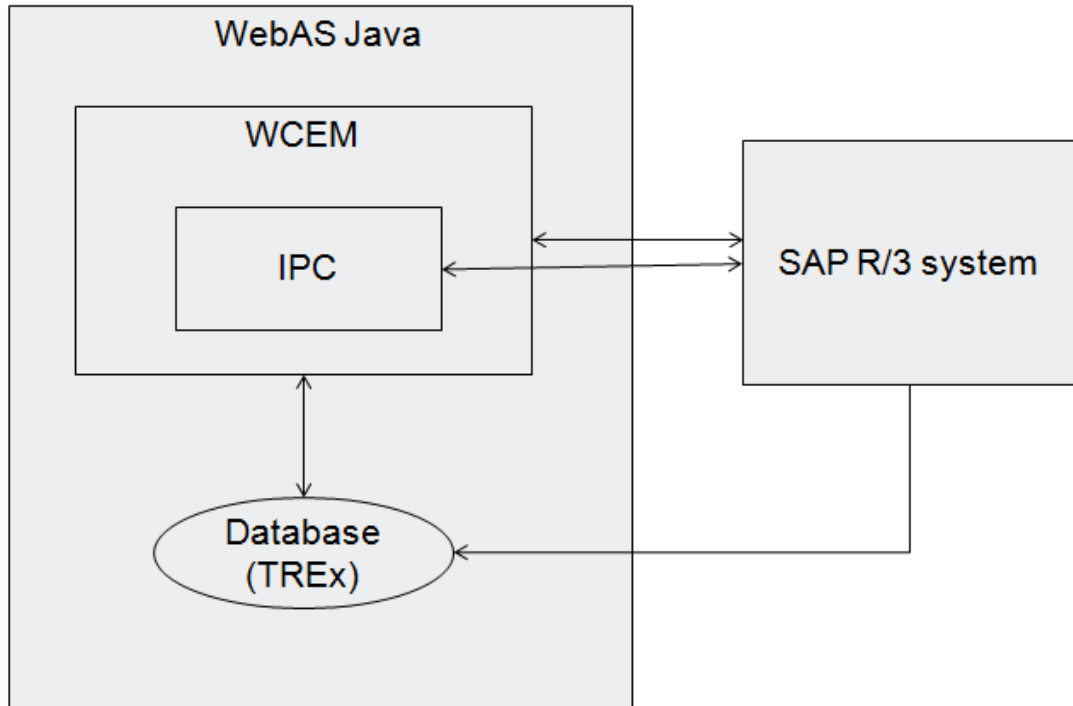 WebAS Java
WCEM
IPC
SAP R/3 system
Database
(TREx)